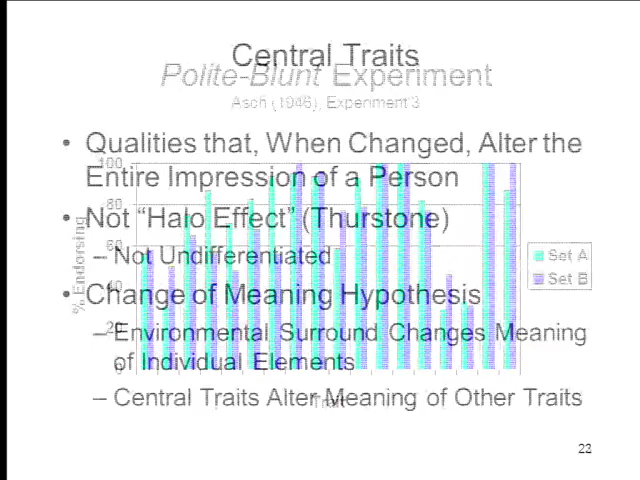 Central Traits
Polite-Blunt Experiment
Asch (1946), Experiment 3
• Qualities that, When Changed, Alter the
Entire Impression of a Person
• Not "Halo Effect" (Thurstone)
– Not Undifferentiated
• Change of Meaning Hypothesis
– Environmental Surround Changes Meaning
of Individual Elements
– Central Traits Alter Meaning of Other Traits
% Endorsing
100
80
60
40
20
0
Trait
Set A
Set B
22